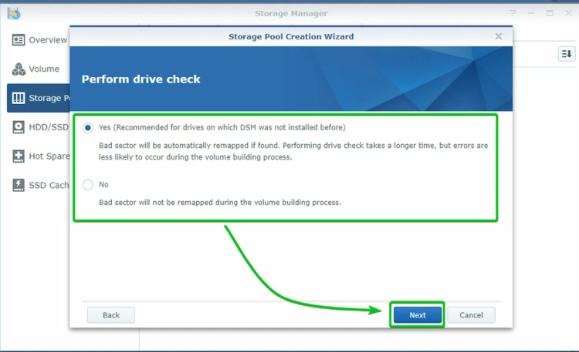 Storage Manager
Overview
Storage Pool Creation Wizard
Volume
Perform drive check
Storage P
HDD/SSD
Yes (Recommended for drives on which DSM was not installed before)
Bad sector will be automatically remapped if found. Performing drive check takes a longer time, but errors are
less likely to occur during the volume building process.
Hot Spare
No
SSD Cach
Bad sector will not be remapped during the volume building process.
Back
Next
Cancel